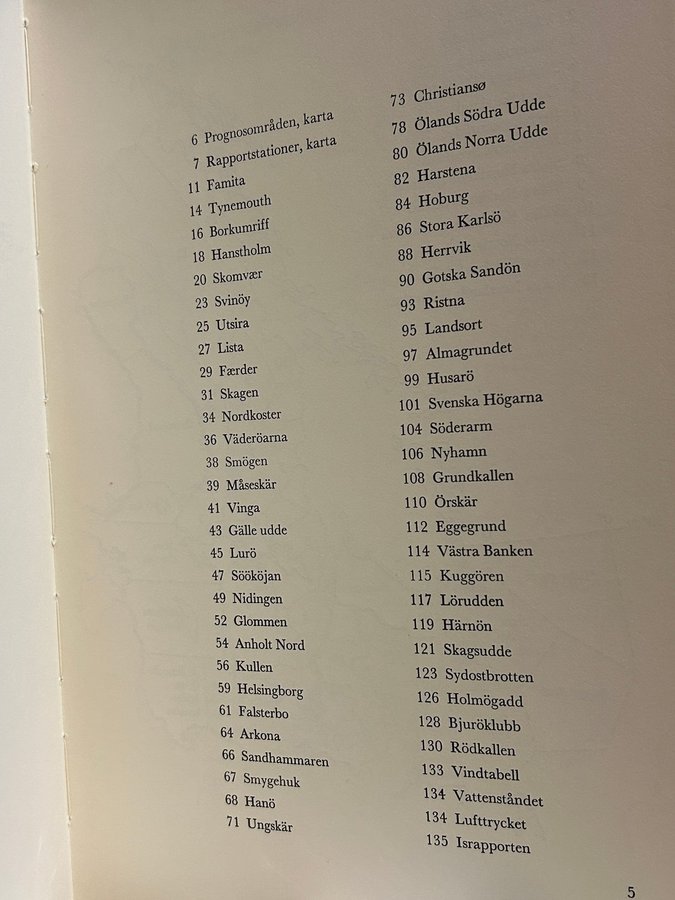 6 Prognosområden, karta
7 Rapportstationer, karta
11 Famita
14 Tynemouth
16 Borkumriff
18 Hanstholm
20 Skomvær
23 Svinöy
25 Utsira
27 Lista
29 Færder
31 Skagen
34 Nordkoster
36 Väderöarna
38 Smögen
39 Måseskär
41 Vinga
43 Gälle udde
45 Lurö
47 Söököjan
49 Nidingen
52 Glommen
54 Anholt Nord
56 Kullen
59 Helsingborg
61 Falsterbo
64 Arkona
66 Sandhammaren
67 Smygehuk
68 Hanö
71 Ungskär
73 Christiansø
78 Ölands Södra Udde
80 Ölands Norra Udde
82 Harstena
84 Hoburg
86 Stora Karlsö
88 Herrvik
90 Gotska Sandön
93 Ristna
95 Landsort
97 Almagrundet
99 Husarö
101 Svenska Högarna
104 Söderarm
106 Nyhamn
108 Grundkallen
110 Örskär
112 Eggegrund
114 Västra Banken
115 Kuggören
117 Lörudden
119 Härnön
121 Skagsudde
123 Sydostbrotten
126 Holmögadd
128 Bjuröklubb
130 Rödkallen
133 Vindtabell
134 Vattenståndet
134 Lufttrycket
135 Israpporten
5